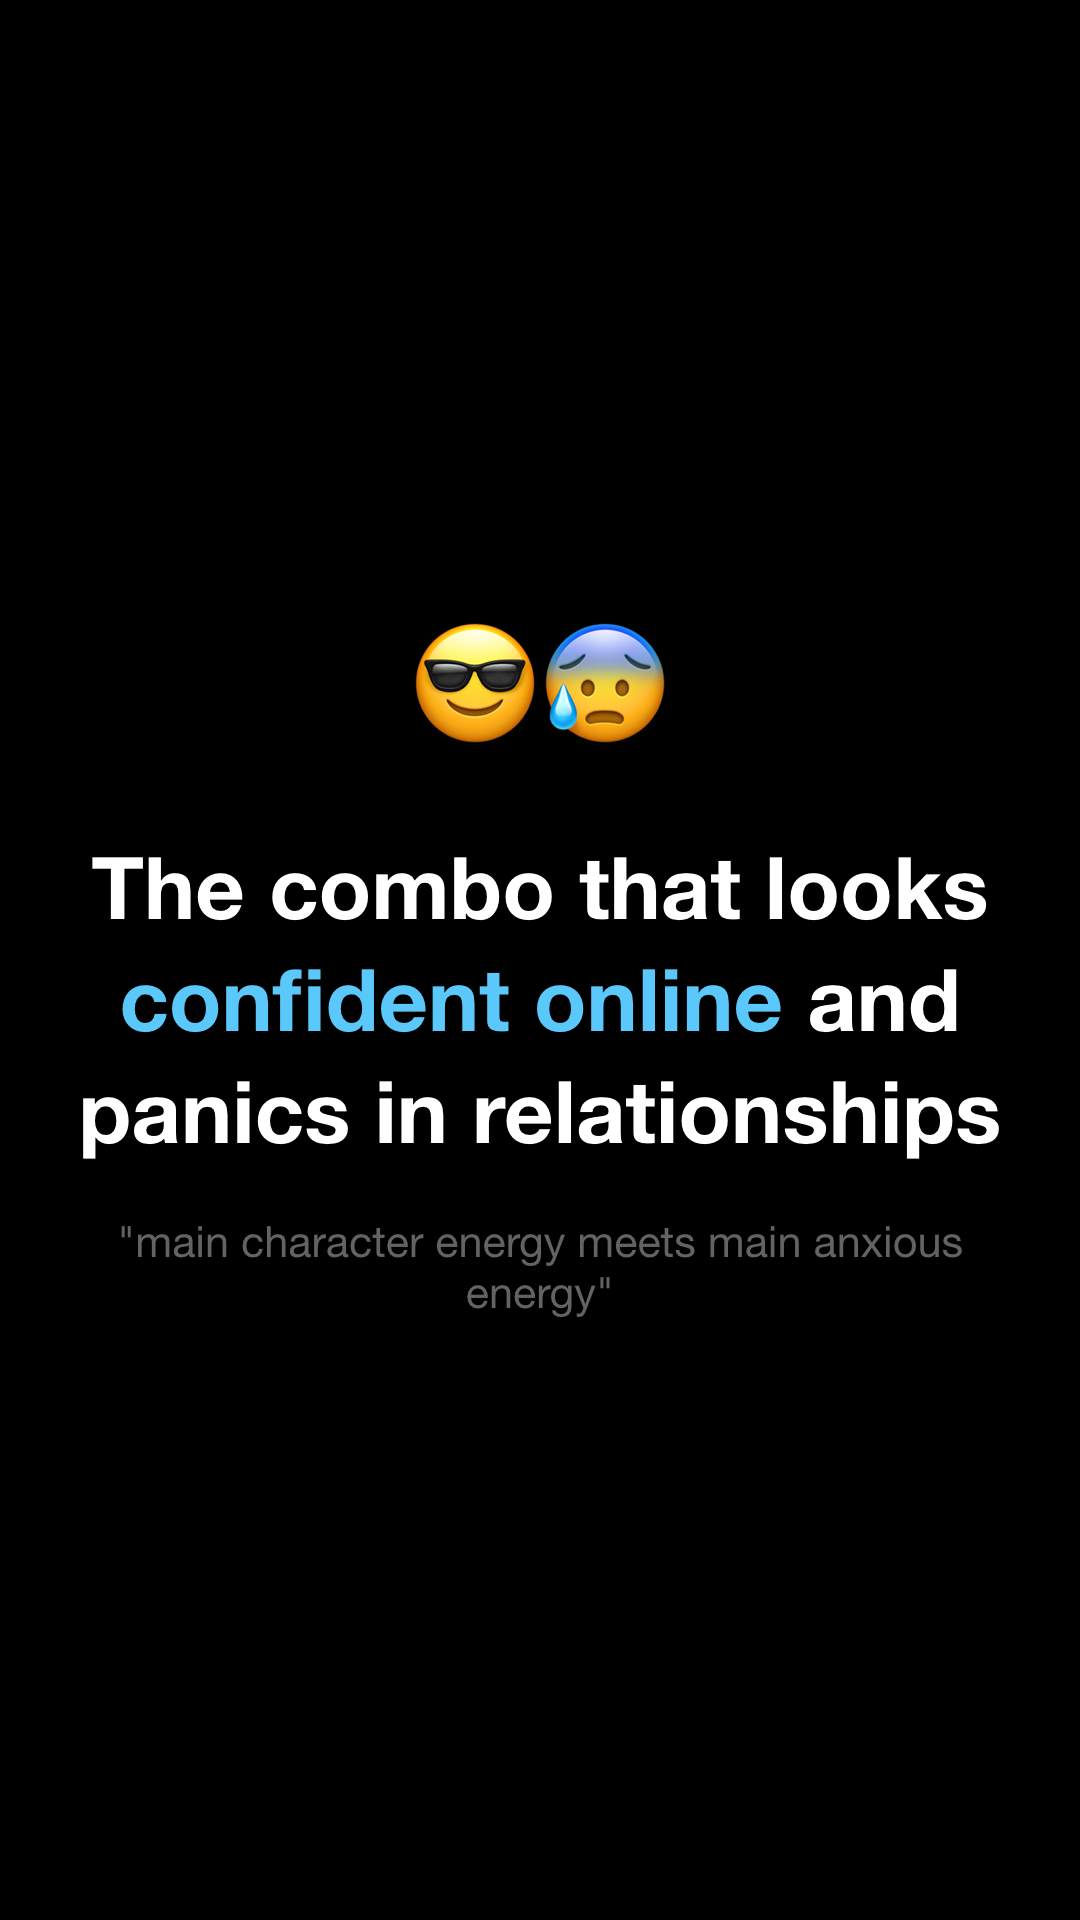 The combo that looks
confident online and
panics in relationships
"main character energy meets main anxious
energy"